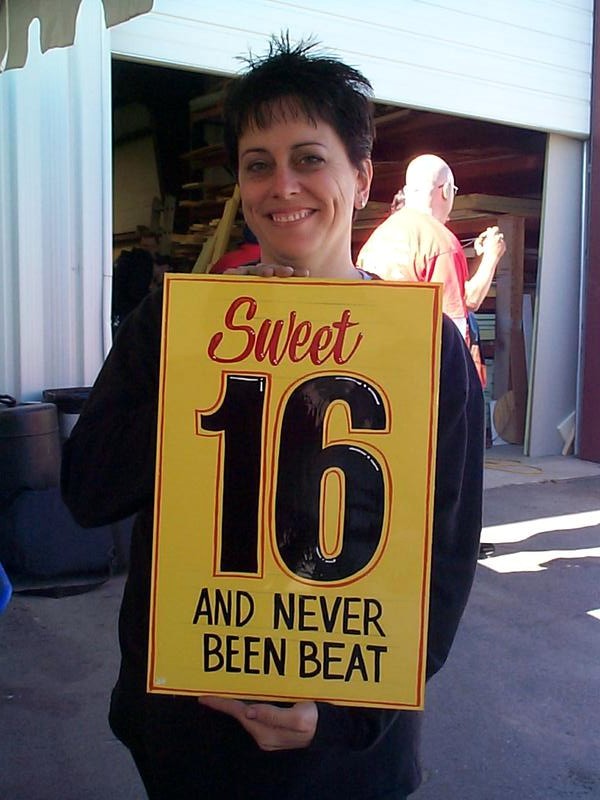 Sweet
16
AND NEVER
BEEN BEAT